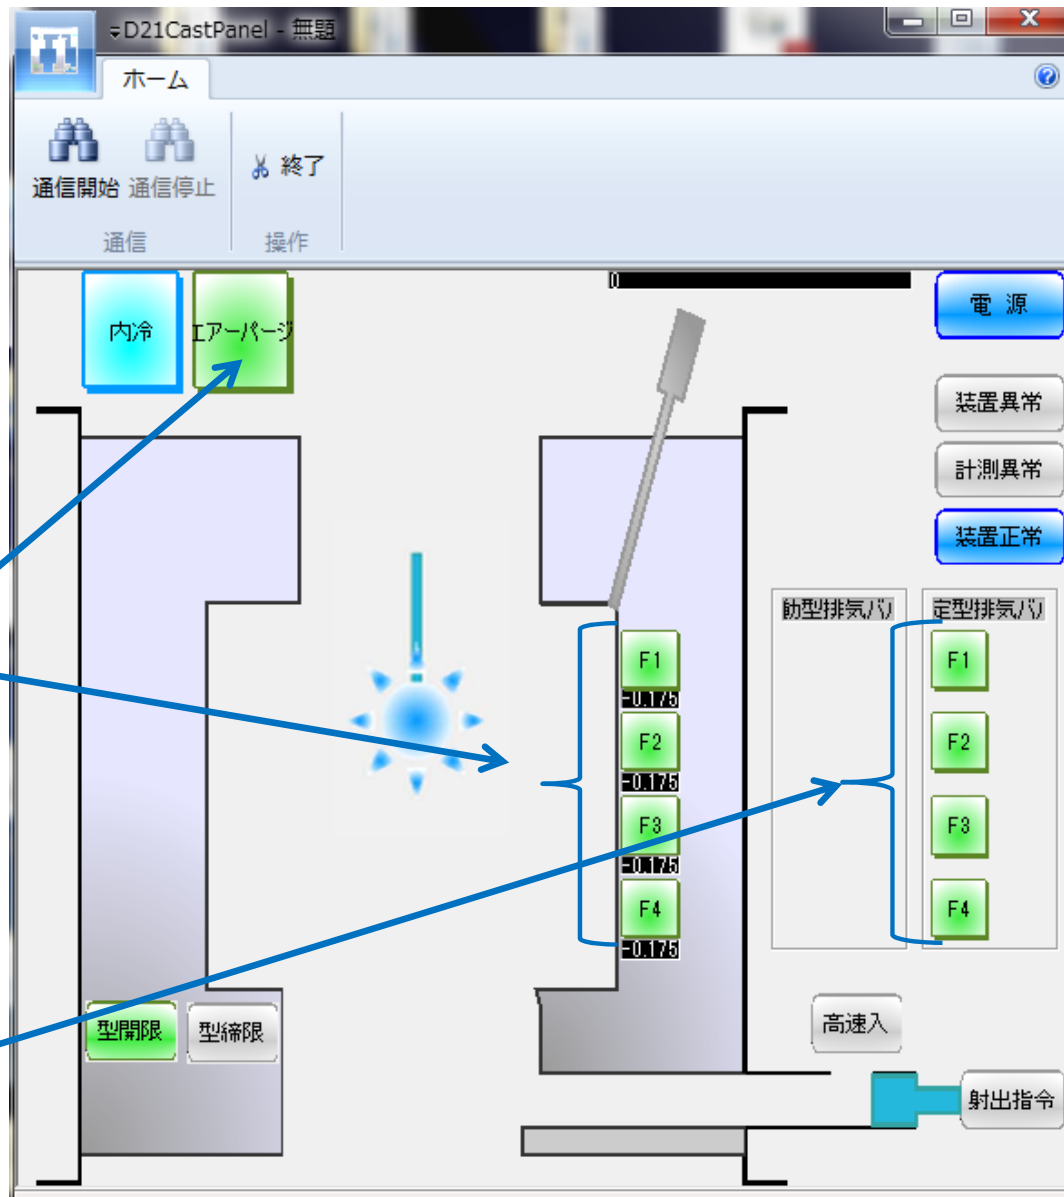 D21CastPanel - 無題
ホーム
通信開始
通信停止
終了
通信
操作
内冷
エアーパージ
0
電 源
装置異常
計測異常
装置正常
動型排気バリ
定型排気バリ
F1
-0.175
F2
-0.175
F3
-0.175
F4
-0.175
F1
F2
F3
F4
型開限
型締限
高速入
射出指令